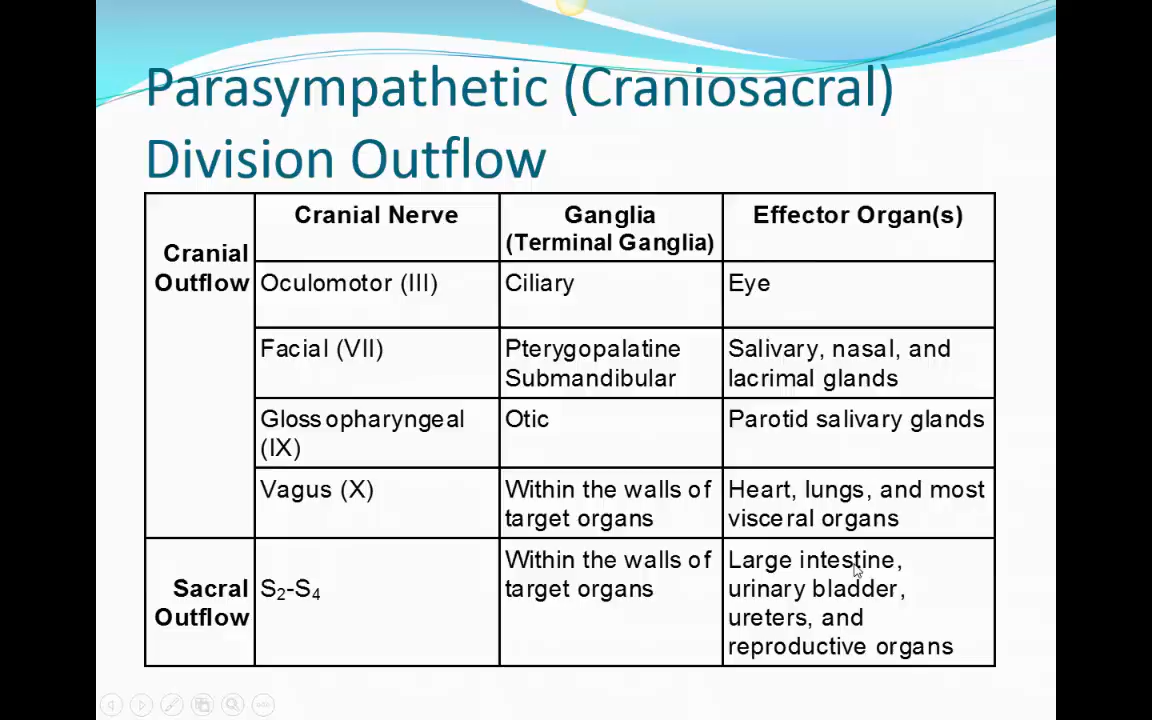 Parasympathetic (Craniosacral)
Division Outflow
Cranial Outflow
Cranial Nerve
Ganglia
(Terminal Ganglia)
Effector Organ(s)
Oculomotor (III)
Ciliary
Eye
Facial (VII)
Pterygopalatine
Submandibular
Salivary, nasal, and
lacrimal glands
Glossopharyngeal
(IX)
Otic
Parotid salivary glands
Vagus (X)
Within the walls of
target organs
Heart, lungs, and most
visceral organs
Sacral
Outflow
S2-S4
Within the walls of
target organs
Large intestine,
urinary bladder,
ureters, and
reproductive organs